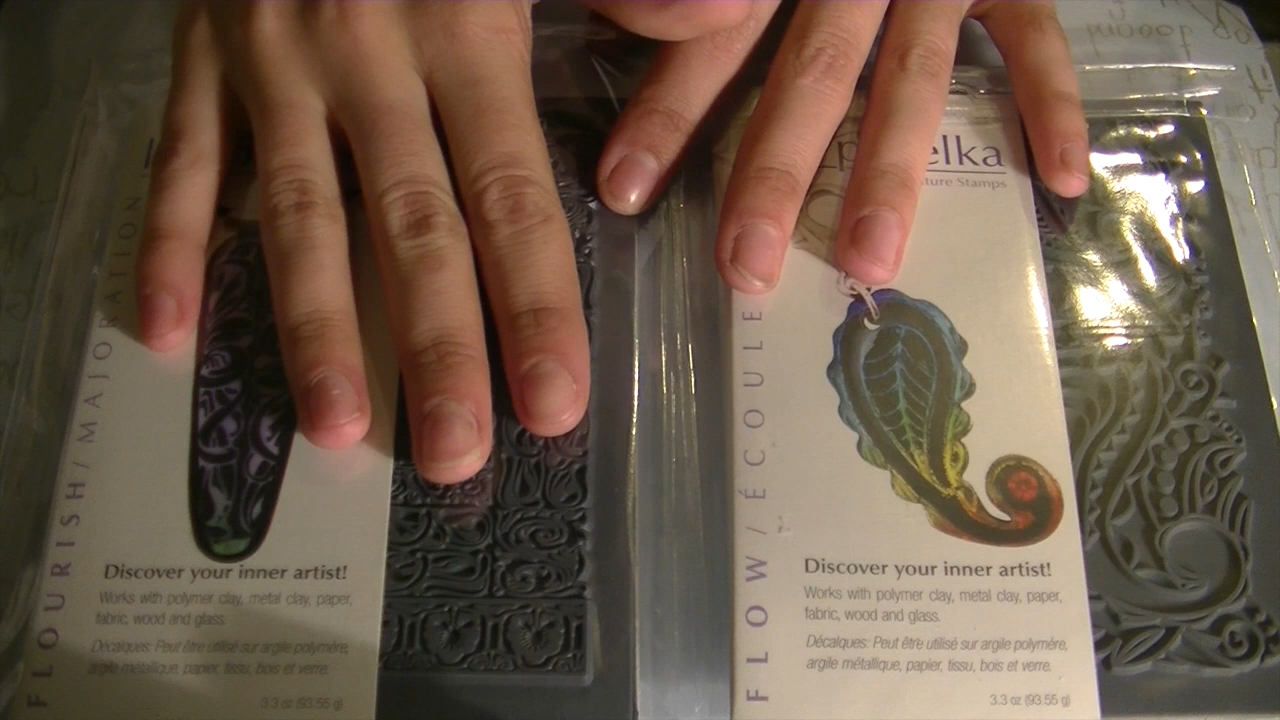 FLOURISH/MAJORATION
Discover your inner artist!
Works with polymer clay, metal clay, paper,
fabric, wood and glass.
Décalques: Peut être utilisé sur argile polymère,
argile métallique, papier, tissu, bois et verre.
3.3 oz (93.55 g)
elka
ture Stamps
FLOW/ÉCOULE
Discover your inner artist!
Works with polymer clay, metal clay, paper,
fabric, wood and glass.
Décalques: Peut être utilisé sur argile polymère,
argile métallique, papier, tissu, bois et verre.
3.3 oz (93.55 g)